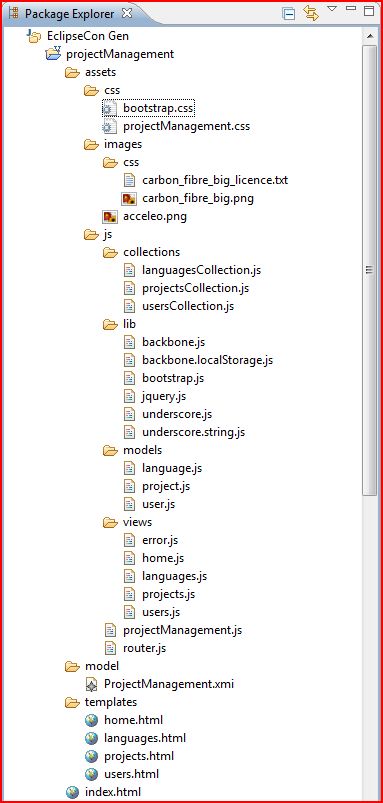 Package Explorer
EclipseCon Gen
projectManagement
assets
css
bootstrap.css
projectManagement.css
images
css
carbon_fibre_big_licence.txt
carbon_fibre_big.png
acceleo.png
js
collections
languagesCollection.js
projectsCollection.js
usersCollection.js
lib
backbone.js
backbone.localStorage.js
bootstrap.js
jquery.js
underscore.js
underscore.string.js
models
language.js
project.js
user.js
views
error.js
home.js
languages.js
projects.js
users.js
projectManagement.js
router.js
model
ProjectManagement.xmi
templates
home.html
languages.html
projects.html
users.html
index.html